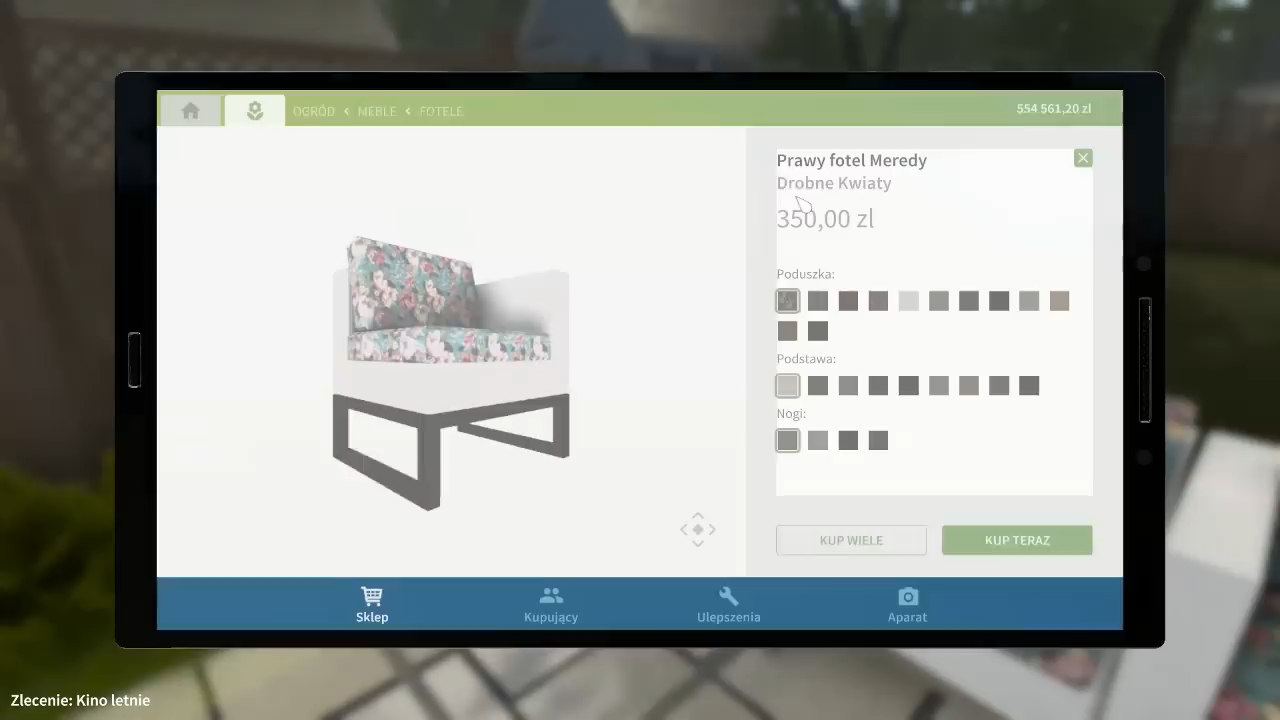 OGRÓD < MEBLE < FOTELE
554 561,20 zl
Prawy fotel Meredy
Drobne Kwiaty
350,00 zl
Poduszka:
Podstawa:
Nogi:
KUP WIELE
KUP TERAZ
Sklep
Kupujący
Ulepszenia
Aparat
Zlecenie: Kino letnie